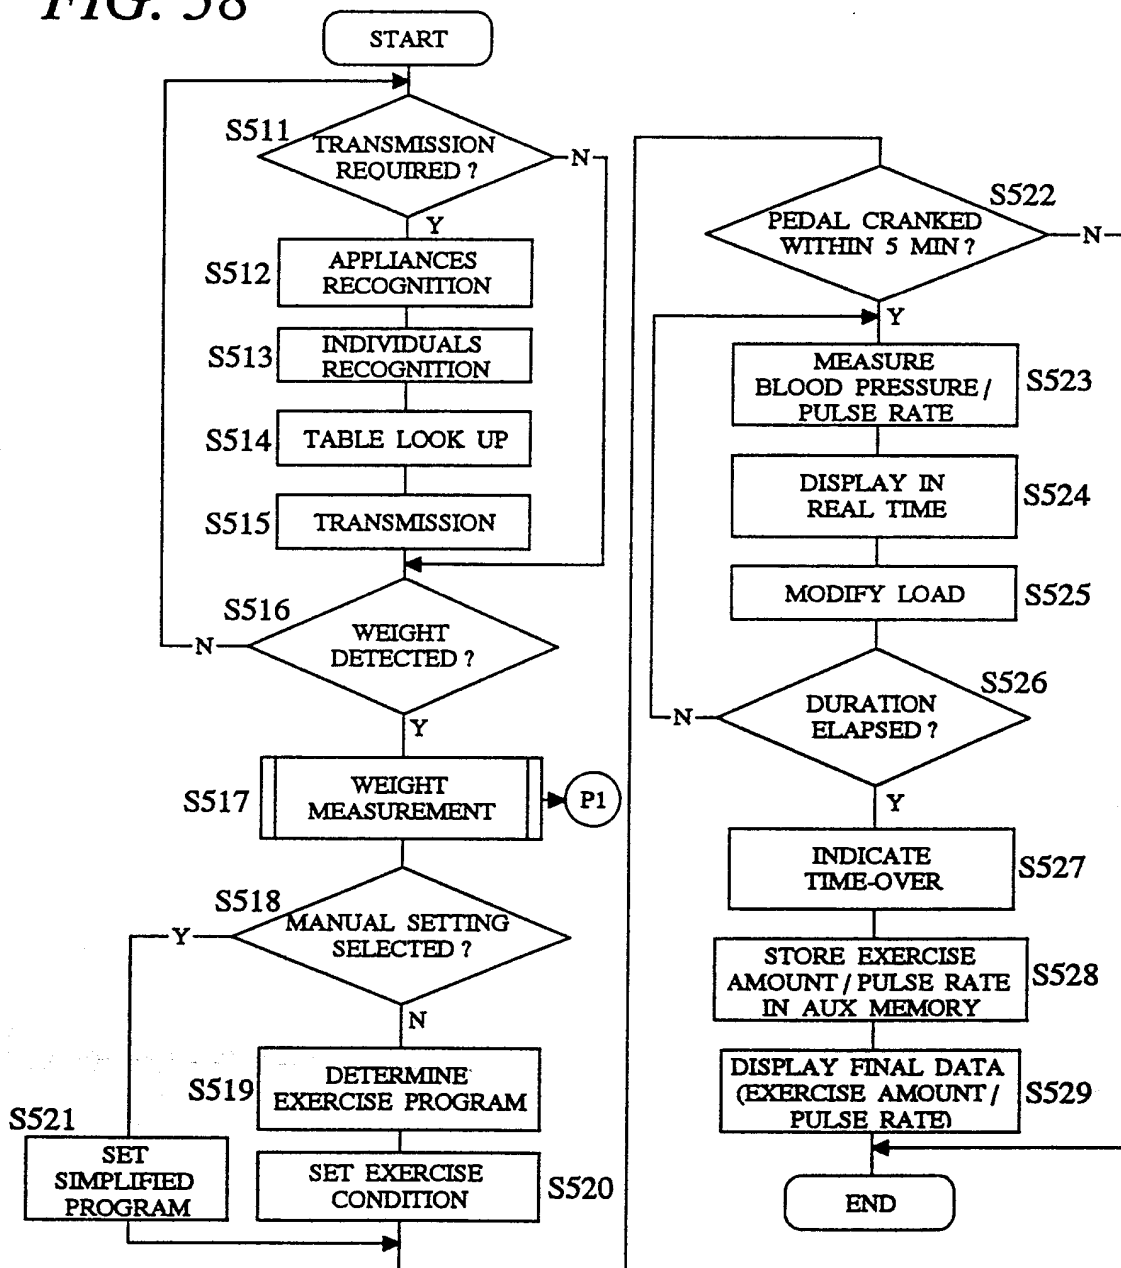 FIG. 58
START
S511
TRANSMISSION
REQUIRED ?
N
Y
S512
APPLIANCES
RECOGNITION
S513
INDIVIDUALS
RECOGNITION
S514
TABLE LOOK UP
S515
TRANSMISSION
S516
WEIGHT
DETECTED ?
N
Y
S517
WEIGHT
MEASUREMENT
P1
S518
MANUAL SETTING
SELECTED ?
Y
N
S519
DETERMINE
EXERCISE PROGRAM
S521
SET
SIMPLIFIED
PROGRAM
SET EXERCISE
CONDITION
S520
S522
PEDAL CRANKED
WITHIN 5 MIN ?
N
Y
MEASURE
BLOOD PRESSURE /
PULSE RATE
S523
DISPLAY IN
REAL TIME
S524
MODIFY LOAD
S525
S526
DURATION
ELAPSED ?
N
Y
INDICATE
TIME-OVER
S527
STORE EXERCISE
AMOUNT / PULSE RATE
IN AUX MEMORY
S528
DISPLAY FINAL DATA
(EXERCISE AMOUNT /
PULSE RATE)
S529
END